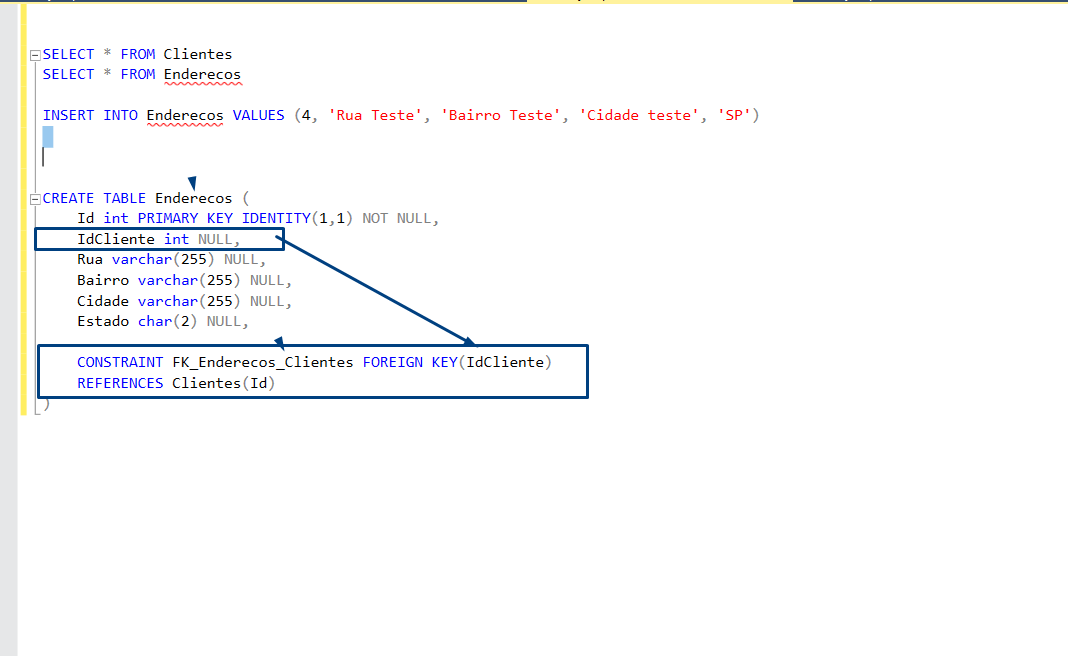 SELECT * FROM Clientes
SELECT * FROM Enderecos
INSERT INTO Enderecos VALUES (4, 'Rua Teste', 'Bairro Teste', 'Cidade teste', 'SP')
CREATE TABLE Enderecos (
Id int PRIMARY KEY IDENTITY(1,1) NOT NULL,
IdCliente int NULL,
Rua varchar(255) NULL,
Bairro varchar(255) NULL,
Cidade varchar(255) NULL,
Estado char(2) NULL,
CONSTRAINT FK_Enderecos_Clientes FOREIGN KEY(IdCliente)
REFERENCES Clientes(Id)
)